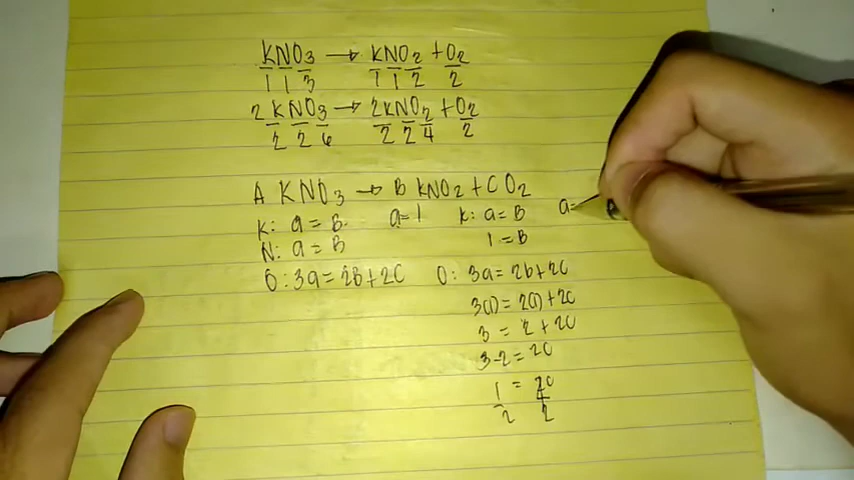 KNO3 → KNO2 + O2
1 1 3 1 1 2 2
2 KNO3 → 2KNO2 + O2
2 2 6 2 2 4 2
A KNO3 → B KNO2 + C O2
K: a = B a=1 K: a = B a=
N: a = B 1 = B
O: 3a = 2B + 2C O: 3a = 2b + 2C
3(1) = 2(1) + 2C
3 = 2 + 2C
3-2 = 2C
1 = 2C
2 2